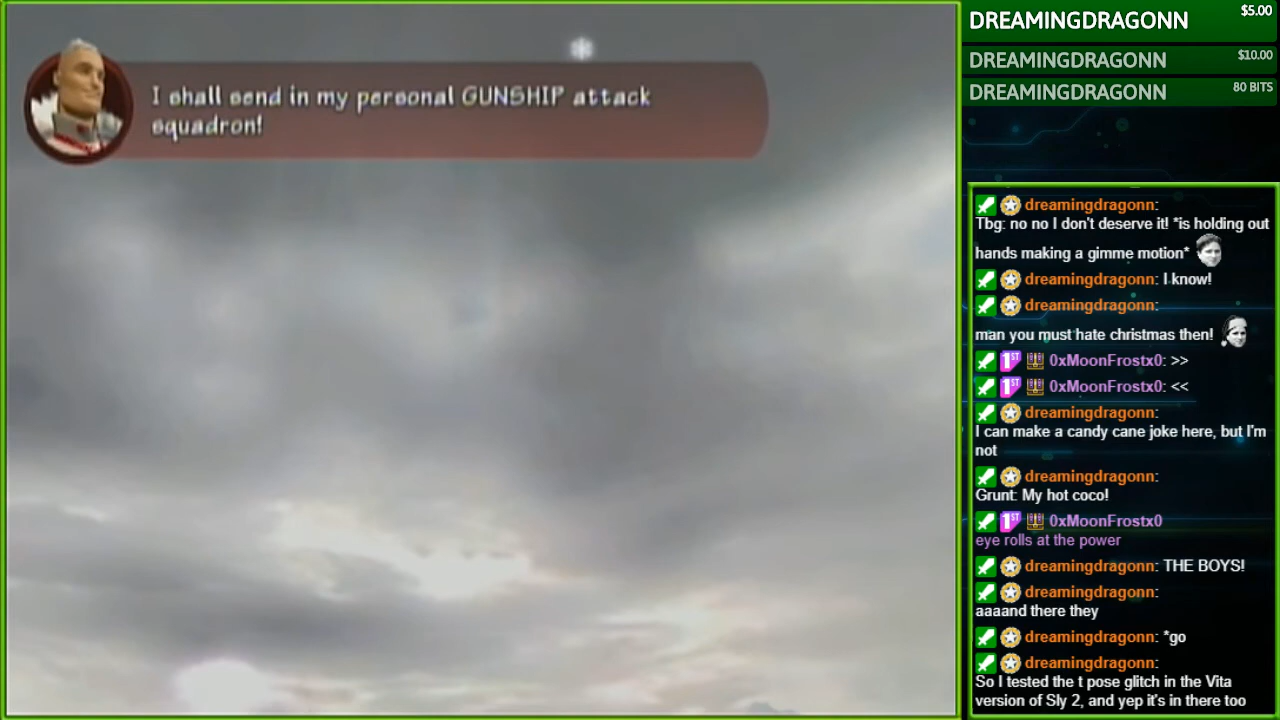 I shall send in my personal GUNSHIP attack
squadron!
DREAMINGDRAGONN $5.00
DREAMINGDRAGONN $10.00
DREAMINGDRAGONN 80 BITS
dreamingdragonn:
Tbg: no no I don't deserve it! *is holding out
hands making a gimme motion*
dreamingdragonn: I know!
dreamingdragonn:
man you must hate christmas then!
1ST 0xMoonFrostx0: >>
1ST 0xMoonFrostx0: <<
dreamingdragonn:
I can make a candy cane joke here, but I'm
not
dreamingdragonn:
Grunt: My hot coco!
1ST 0xMoonFrostx0
eye rolls at the power
dreamingdragonn: THE BOYS!
dreamingdragonn:
aaaand there they
dreamingdragonn: *go
dreamingdragonn:
So I tested the t pose glitch in the Vita
version of Sly 2, and yep it's in there too